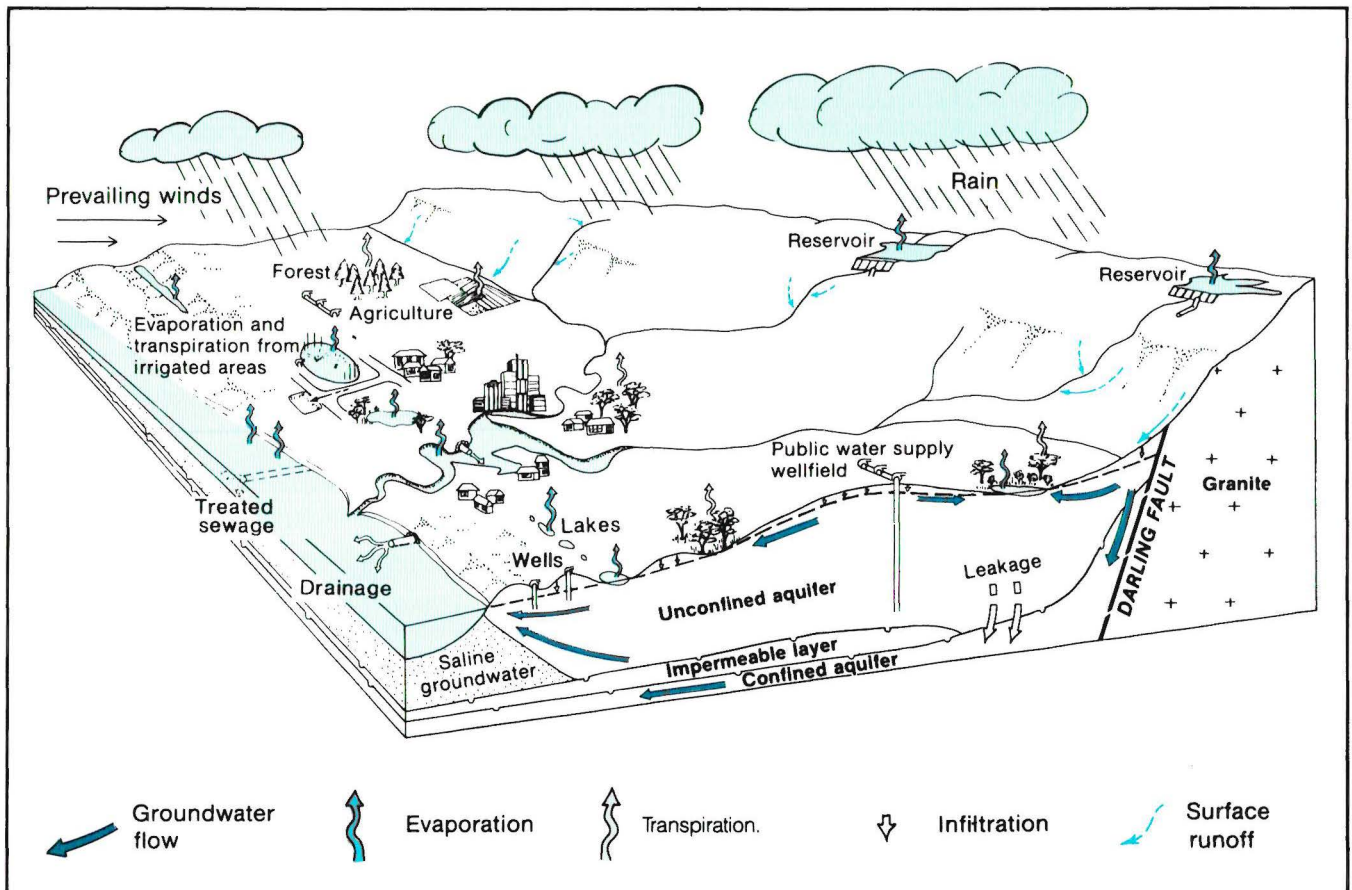 Prevailing winds
Rain
Reservoir
Reservoir
Forest
Agriculture
Evaporation and
transpiration from
irrigated areas
Public water supply
wellfield
Granite
DARLING FAULT
Treated
sewage
Lakes
Wells
Leakage
Drainage
Unconfined aquifer
Saline
groundwater
Impermeable layer
Confined aquifer
Groundwater
flow
Evaporation
Transpiration.
Infiltration
Surface
runoff